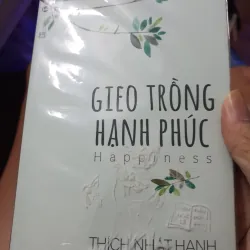 GIEO TRỒNG
HẠNH PHÚC
Happiness
THÍCH NHẤT HẠNH